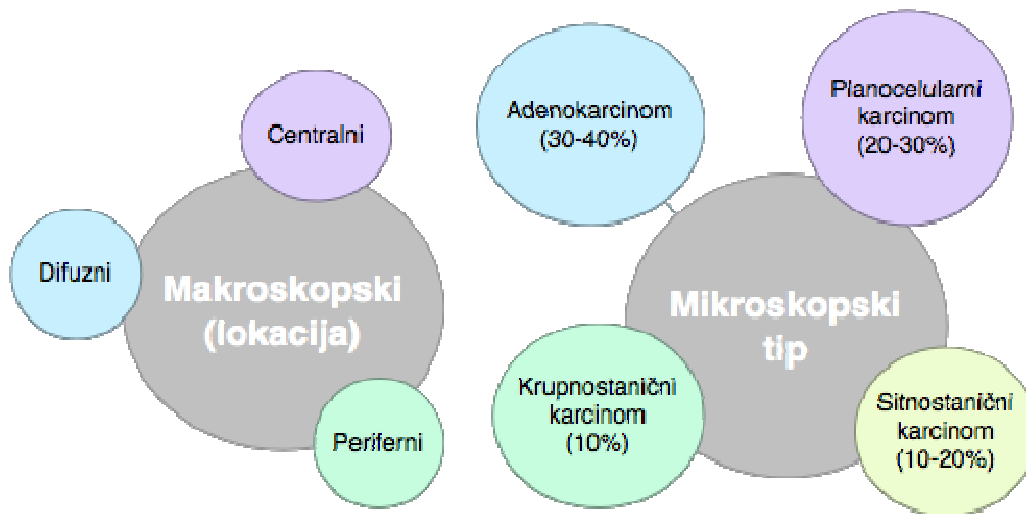 Centralni
Difuzni
Makroskopski
(lokacija)
Periferni
Adenokarcinom
(30-40%)
Planocelularni
karcinom
(20-30%)
Mikroskopski
tip
Krupnostanični
karcinom
(10%)
Sitnostanični
karcinom
(10-20%)